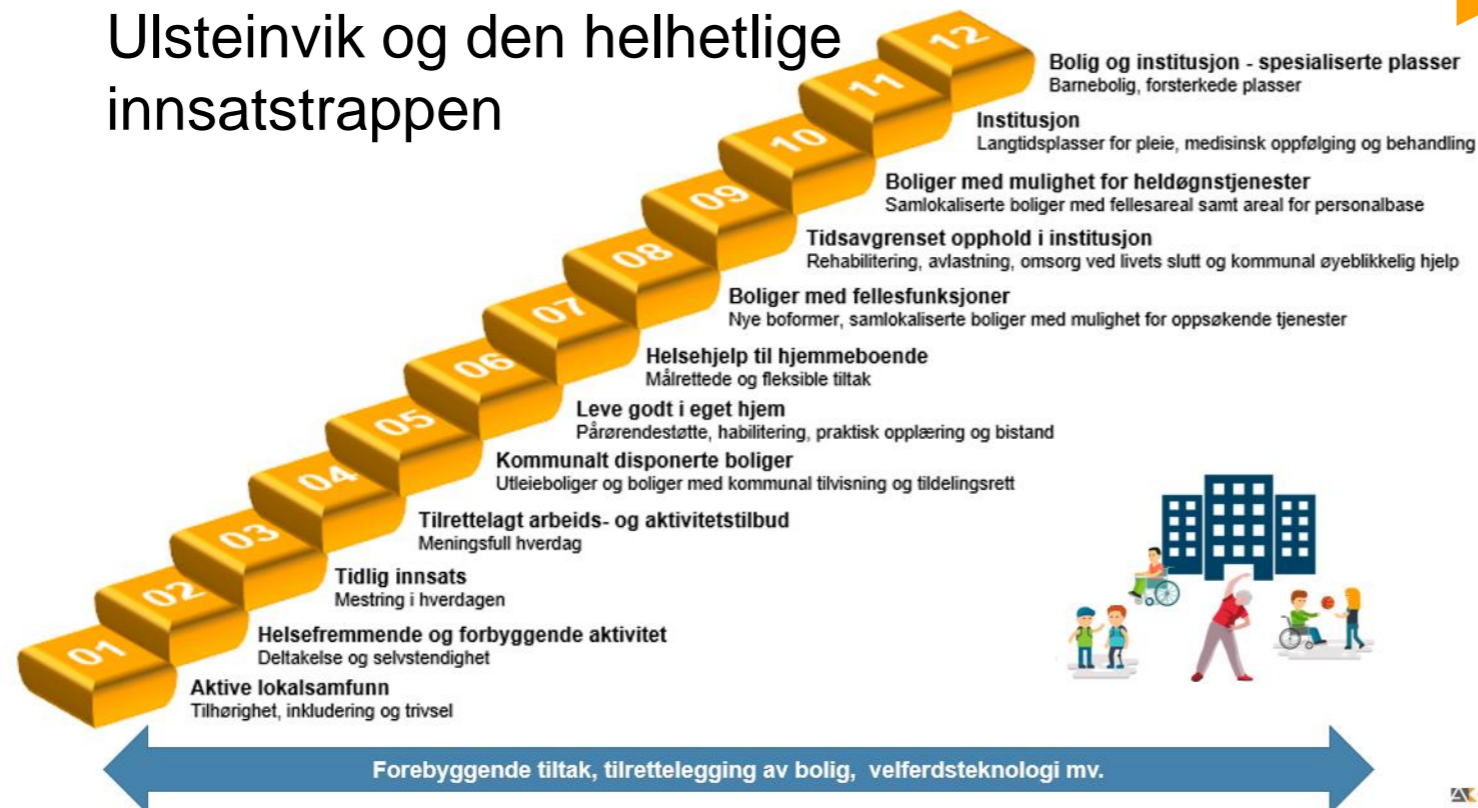 Ulsteinvik og den helhetlige
innsatstrappen
12
Bolig og institusjon - spesialiserte plasser
Barnebolig, forsterkede plasser
11
Institusjon
Langtidsplasser for pleie, medisinsk oppfølging og behandling
10
Boliger med mulighet for heldøgnstjenester
Samlokaliserte boliger med fellesareal samt areal for personalbase
09
Tidsavgrenset opphold i institusjon
Rehabilitering, avlastning, omsorg ved livets slutt og kommunal øyeblikkelig hjelp
08
Boliger med fellesfunksjoner
Nye boformer, samlokaliserte boliger med mulighet for oppsøkende tjenester
07
Helsehjelp til hjemmeboende
Målrettede og fleksible tiltak
06
Leve godt i eget hjem
Pårørendestøtte, habilitering, praktisk opplæring og bistand
05
Kommunalt disponerte boliger
Utleieboliger og boliger med kommunal tilvisning og tildelingsrett
04
Tilrettelagt arbeids- og aktivitetstilbud
Meningsfull hverdag
03
Tidlig innsats
Mestring i hverdagen
02
Helsefremmende og forbyggende aktivitet
Deltakelse og selvstendighet
01
Aktive lokalsamfunn
Tilhørighet, inkludering og trivsel
Forebyggende tiltak, tilrettelegging av bolig, velferdsteknologi mv.